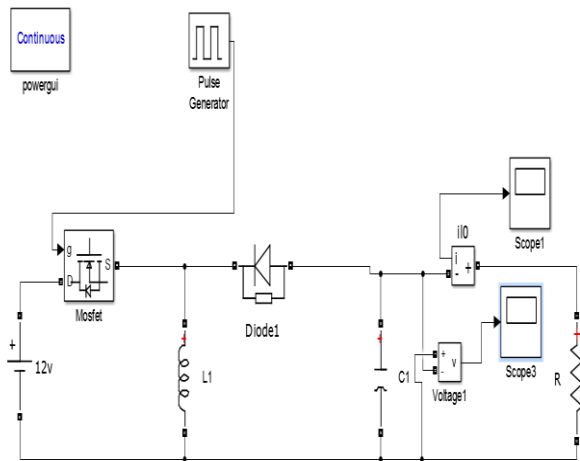 Continuous
powergui
Pulse
Generator
g
D
S
Mosfet
Diode1
+
12v
+
L1
+
C1
il0
i
+
-
Scope1
+
-
v
Voltage1
Scope3
+
R